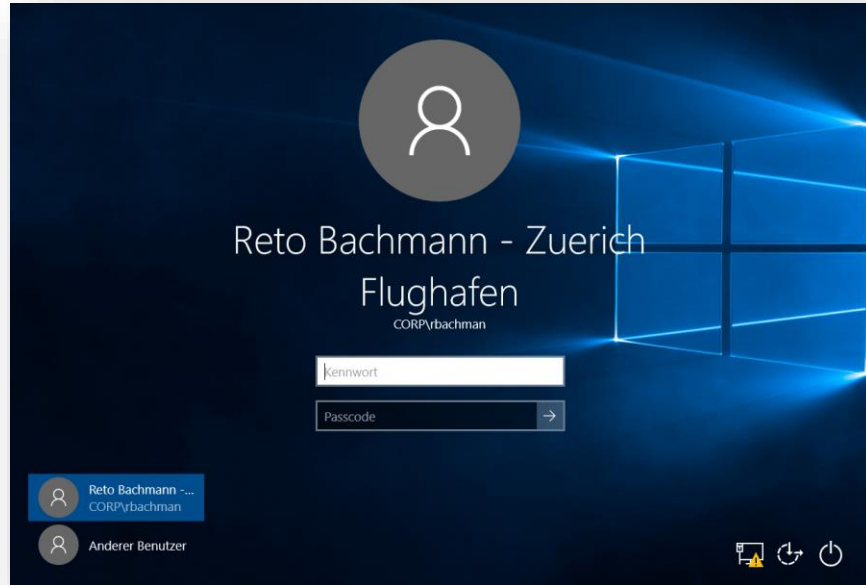 Reto Bachmann - Zuerich
Flughafen
CORP\rbachman
Kennwort
Passcode
Reto Bachmann -...
CORP\rbachman
Anderer Benutzer